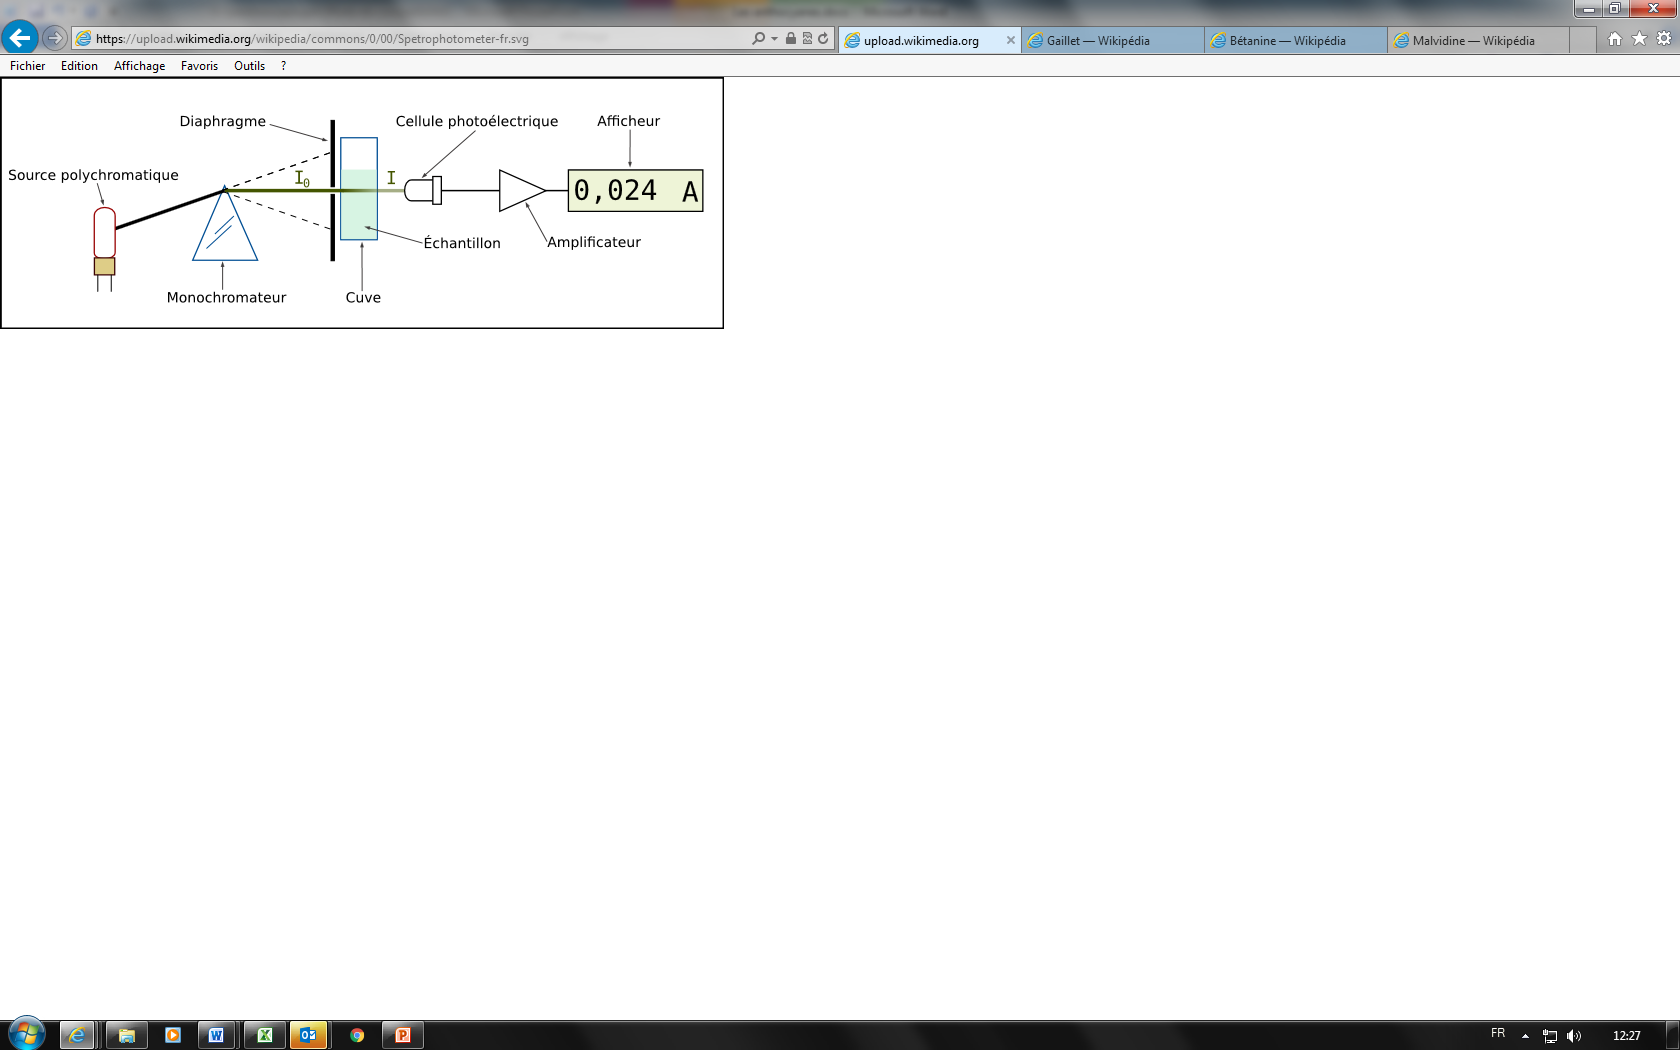 https://upload.wikimedia.org/wikipedia/commons/0/00/Spetrophotometer-fr.svg
upload.wikimedia.org
Gaillet — Wikipédia
Bétanine — Wikipédia
Malvidine — Wikipédia
Fichier Edition Affichage Favoris Outils ?
Diaphragme
Cellule photoélectrique
Afficheur
Source polychromatique
I0
I
0,024 A
Échantillon
Amplificateur
Monochromateur
Cuve
FR
12:27